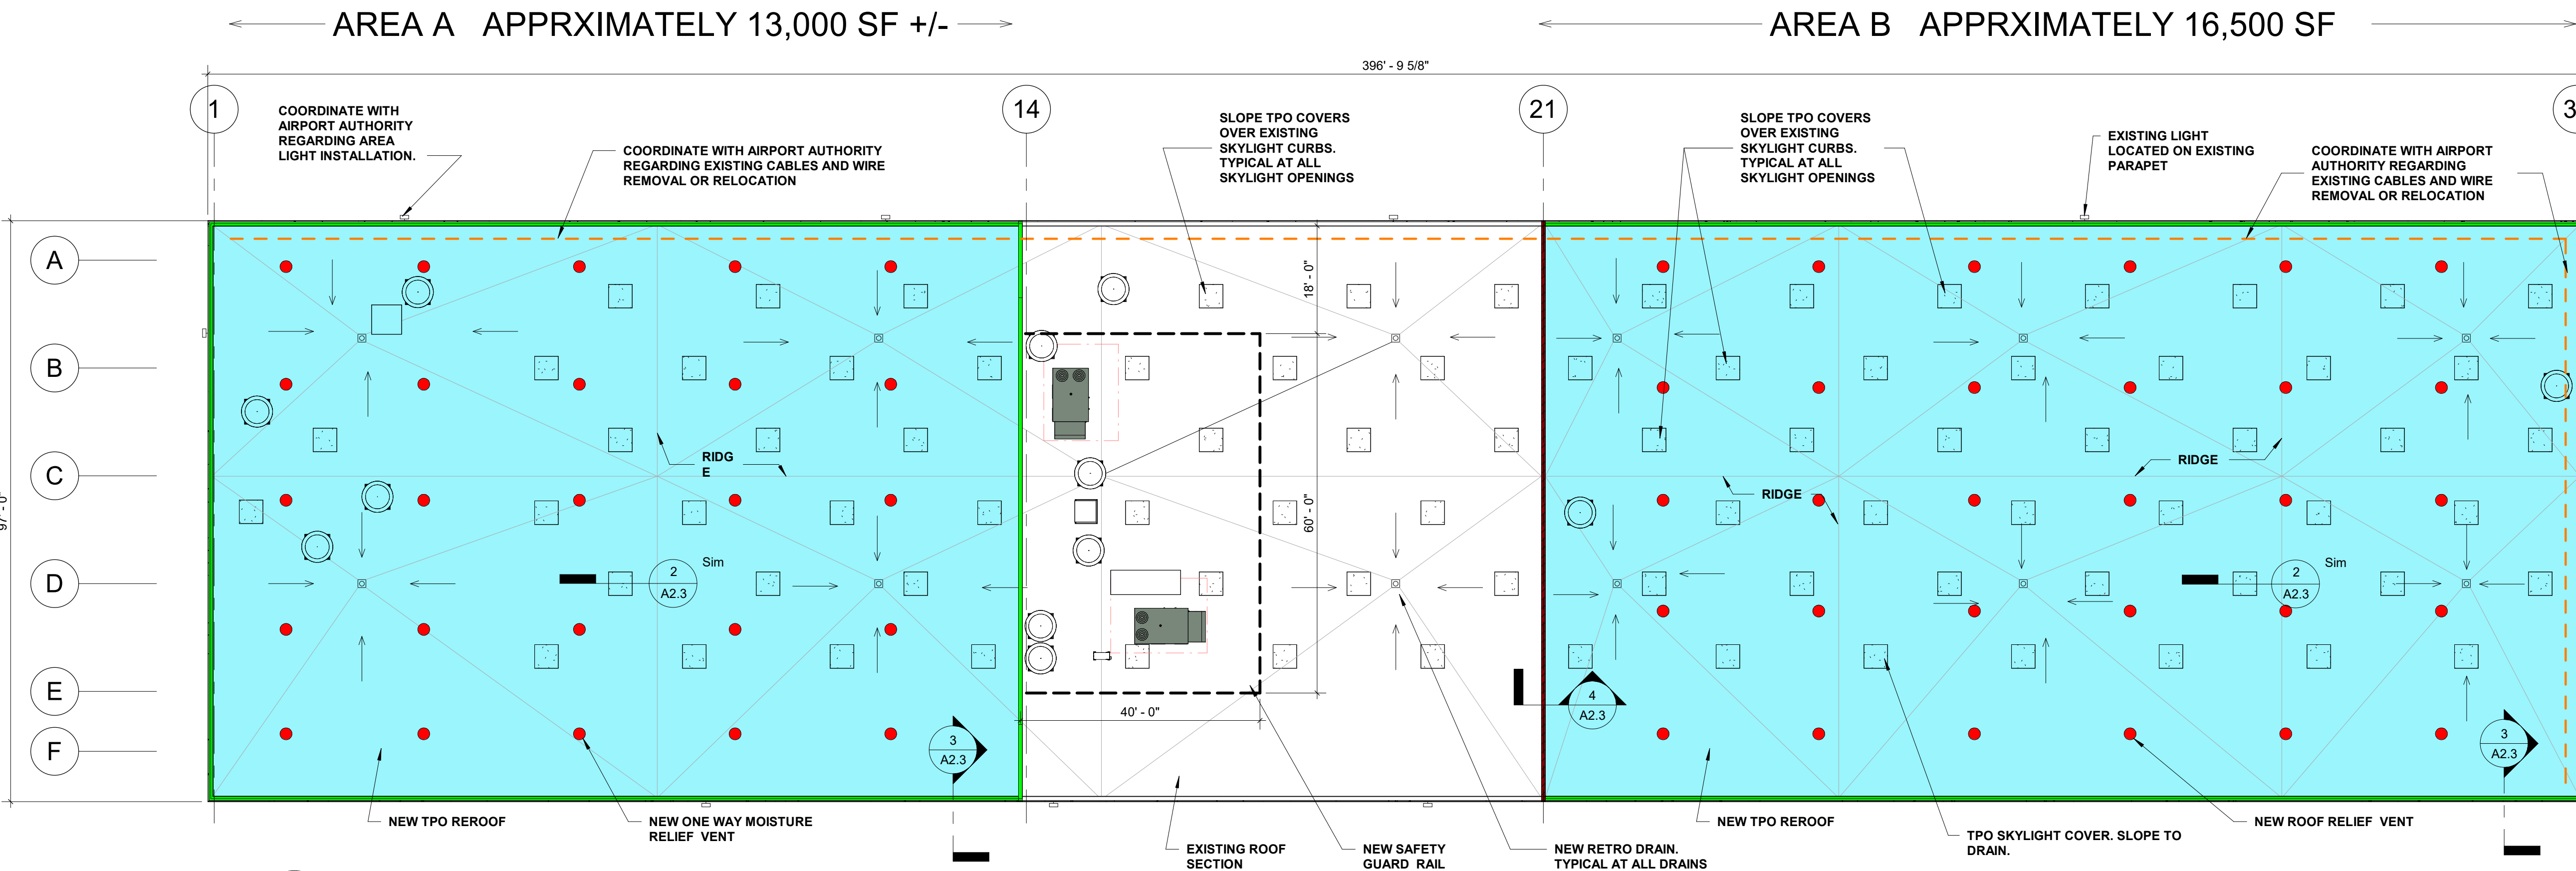 AREA A APPRXIMATELY 13,000 SF +/-
AREA B APPRXIMATELY 16,500 SF
396' - 9 5/8"
1
14
21
3
COORDINATE WITH
AIRPORT AUTHORITY
REGARDING AREA
LIGHT INSTALLATION.
COORDINATE WITH AIRPORT AUTHORITY
REGARDING EXISTING CABLES AND WIRE
REMOVAL OR RELOCATION
SLOPE TPO COVERS
OVER EXISTING
SKYLIGHT CURBS.
TYPICAL AT ALL
SKYLIGHT OPENINGS
SLOPE TPO COVERS
OVER EXISTING
SKYLIGHT CURBS.
TYPICAL AT ALL
SKYLIGHT OPENINGS
EXISTING LIGHT
LOCATED ON EXISTING
PARAPET
COORDINATE WITH AIRPORT
AUTHORITY REGARDING
EXISTING CABLES AND WIRE
REMOVAL OR RELOCATION
A
B
C
D
E
F
97' - 0"
18' - 0"
60' - 0"
40' - 0"
RIDG
E
RIDGE
RIDGE
2
A2.3
Sim
2
A2.3
Sim
3
A2.3
4
A2.3
3
A2.3
NEW TPO REROOF
NEW ONE WAY MOISTURE
RELIEF VENT
EXISTING ROOF
SECTION
NEW SAFETY
GUARD RAIL
NEW RETRO DRAIN.
TYPICAL AT ALL DRAINS
NEW TPO REROOF
TPO SKYLIGHT COVER. SLOPE TO
DRAIN.
NEW ROOF RELIEF VENT